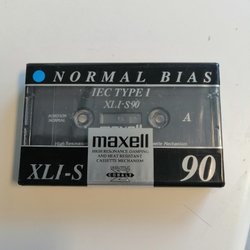 NORMAL BIAS
IEC TYPE I
XLI-S90
A
maxell
HIGH RESONANCE DAMPING
AND HEAT RESISTANT
CASSETTE MECHANISM
XLI-S
90